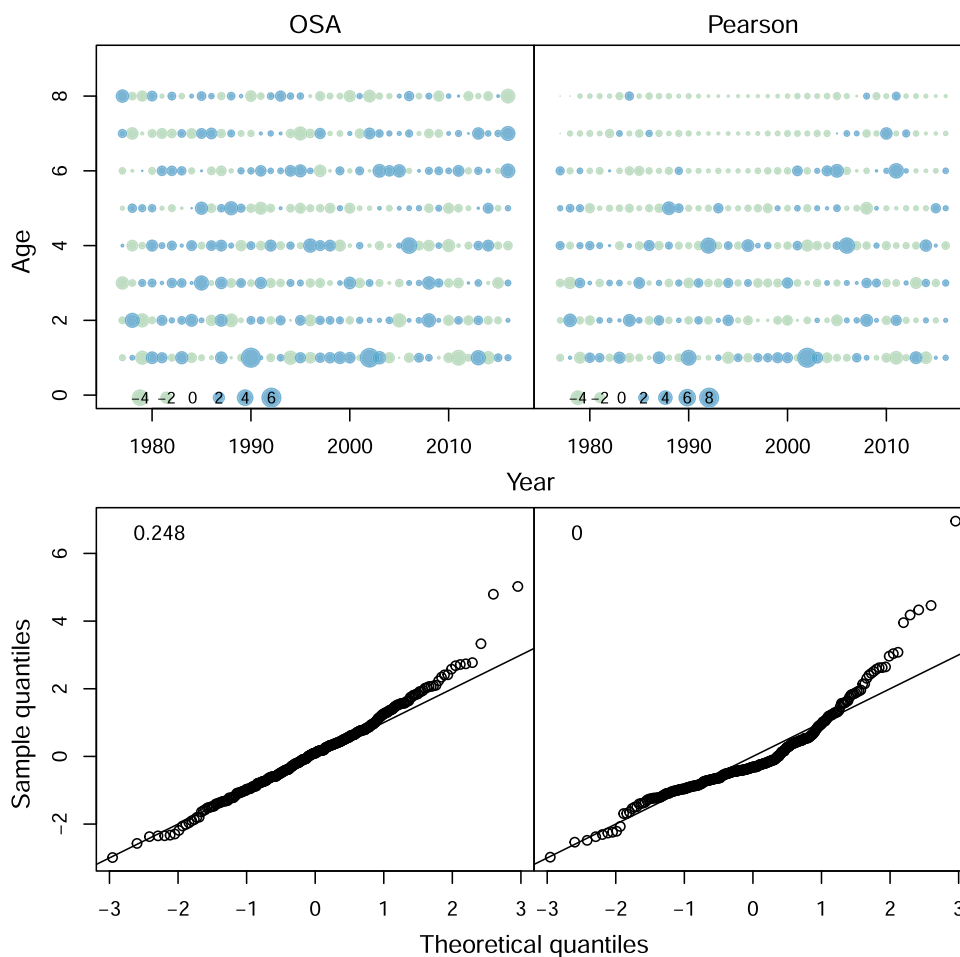 OSA Pearson
8
6
4
2
0
Age
−4 −2 0 2 4 6
−4 −2 0 2 4 6 8
1980 1990 2000 2010 1980 1990 2000 2010
Year
0.248 0
6
4
2
0
−2
Sample quantiles
−3 −2 −1 0 1 2 3 −3 −2 −1 0 1 2 3
Theoretical quantiles